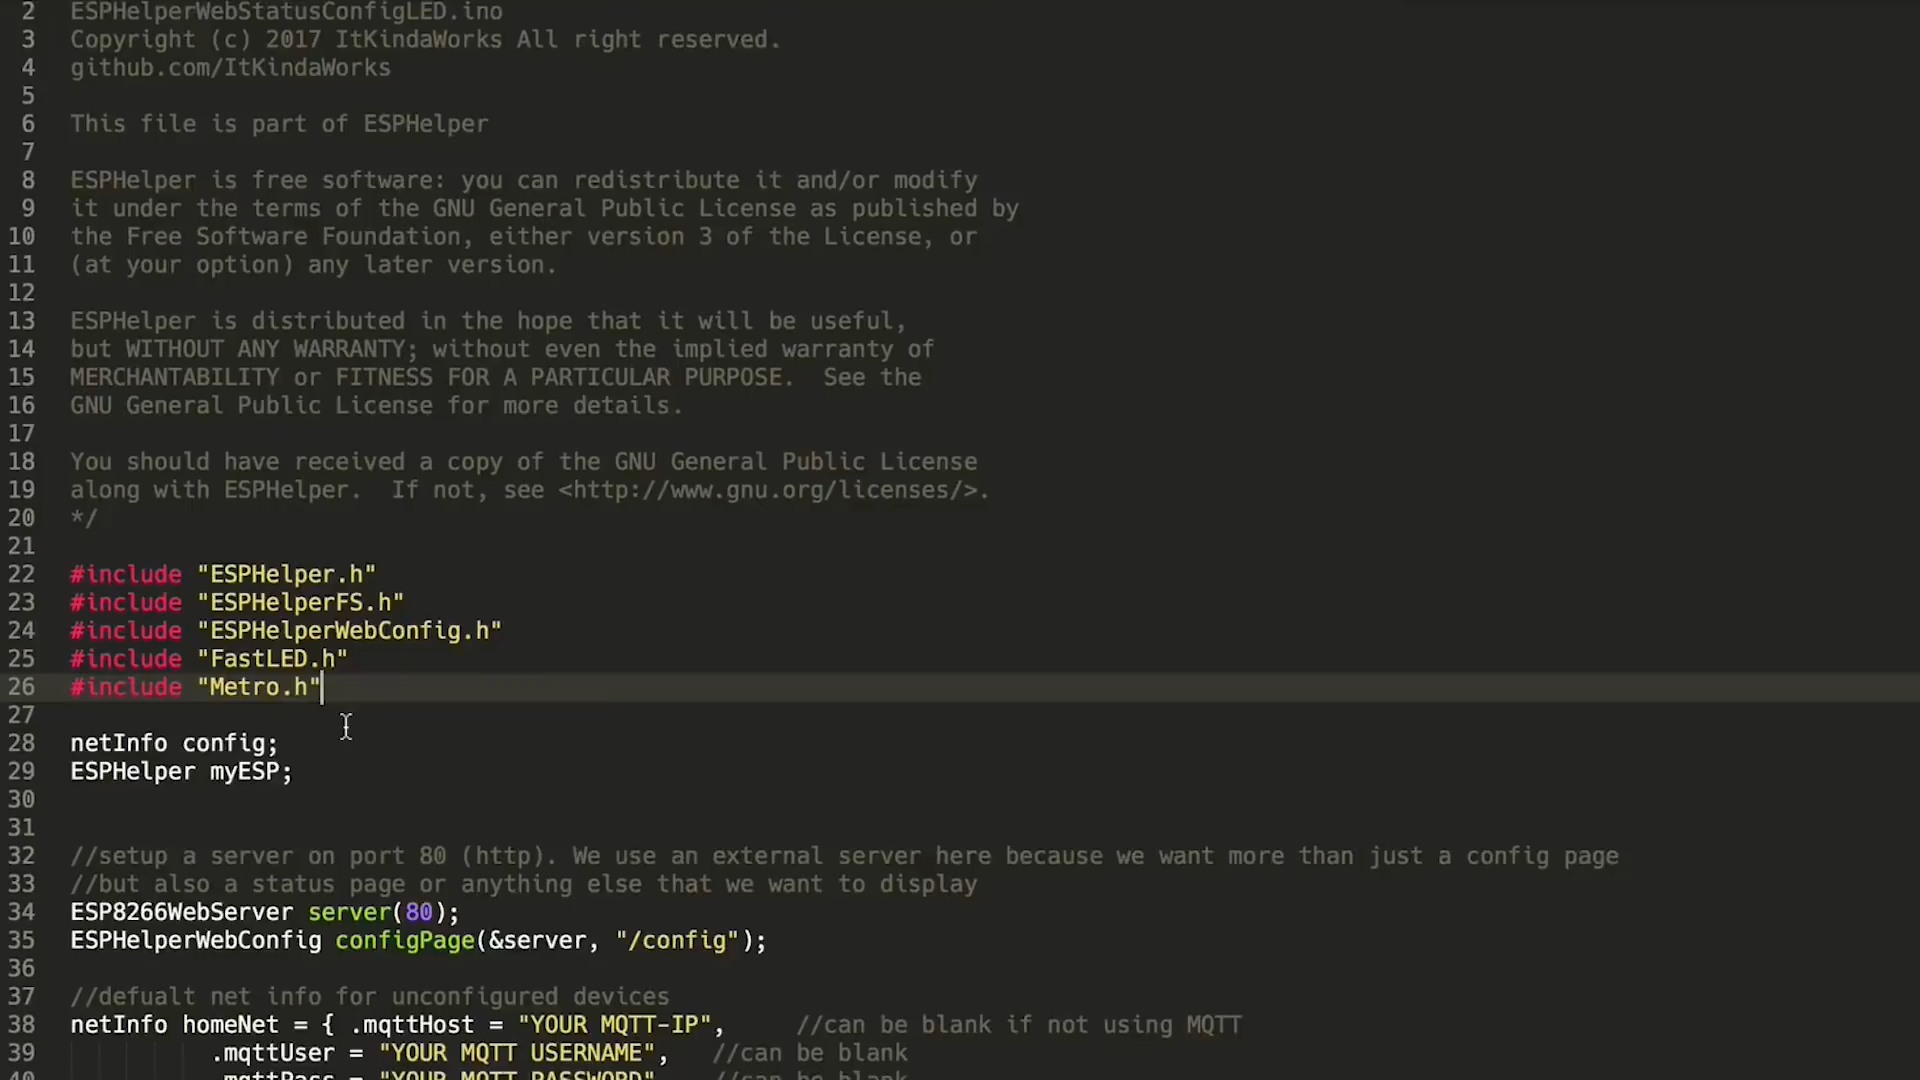 2 ESPHelperWebStatusConfigLED.ino
3 Copyright (c) 2017 ItKindaWorks All right reserved.
4 github.com/ItKindaWorks
5
6 This file is part of ESPHelper
7
8 ESPHelper is free software: you can redistribute it and/or modify
9 it under the terms of the GNU General Public License as published by
10 the Free Software Foundation, either version 3 of the License, or
11 (at your option) any later version.
12
13 ESPHelper is distributed in the hope that it will be useful,
14 but WITHOUT ANY WARRANTY; without even the implied warranty of
15 MERCHANTABILITY or FITNESS FOR A PARTICULAR PURPOSE.  See the
16 GNU General Public License for more details.
17
18 You should have received a copy of the GNU General Public License
19 along with ESPHelper.  If not, see <http://www.gnu.org/licenses/>.
20 */
21
22 #include "ESPHelper.h"
23 #include "ESPHelperFS.h"
24 #include "ESPHelperWebConfig.h"
25 #include "FastLED.h"
26 #include "Metro.h"
27
28 netInfo config;
29 ESPHelper myESP;
30
31
32 //setup a server on port 80 (http). We use an external server here because we want more than just a config page
33 //but also a status page or anything else that we want to display
34 ESP8266WebServer server(80);
35 ESPHelperWebConfig configPage(&server, "/config");
36
37 //defualt net info for unconfigured devices
38 netInfo homeNet = { .mqttHost = "YOUR MQTT-IP",     //can be blank if not using MQTT
39 .mqttUser = "YOUR MQTT USERNAME",   //can be blank
40 .mqttPass = "YOUR MQTT PASSWORD",   //can be blank